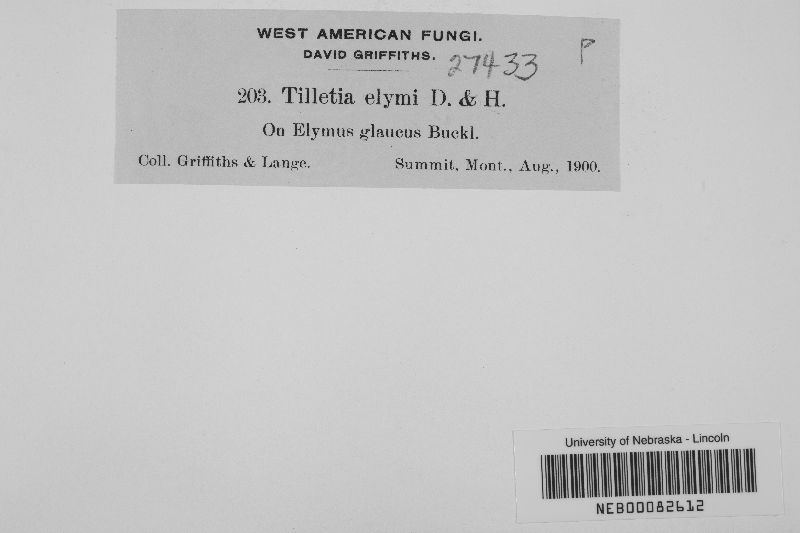 WEST AMERICAN FUNGI.
DAVID GRIFFITHS.
27433 P
203. Tilletia elymi D. & H.
On Elymus glaucus Buckl.
Coll. Griffiths & Lange. Summit, Mont., Aug., 1900.
University of Nebraska - Lincoln
NEB00082612